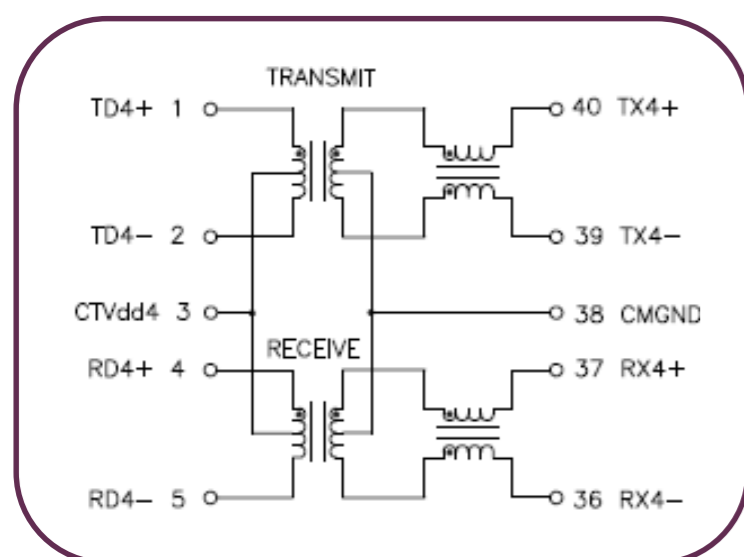 TRANSMIT
TD4+ 1 40 TX4+
TD4− 2 39 TX4−
CTVdd4 3 38 CMGND
RECEIVE
RD4+ 4 37 RX4+
RD4− 5 36 RX4−